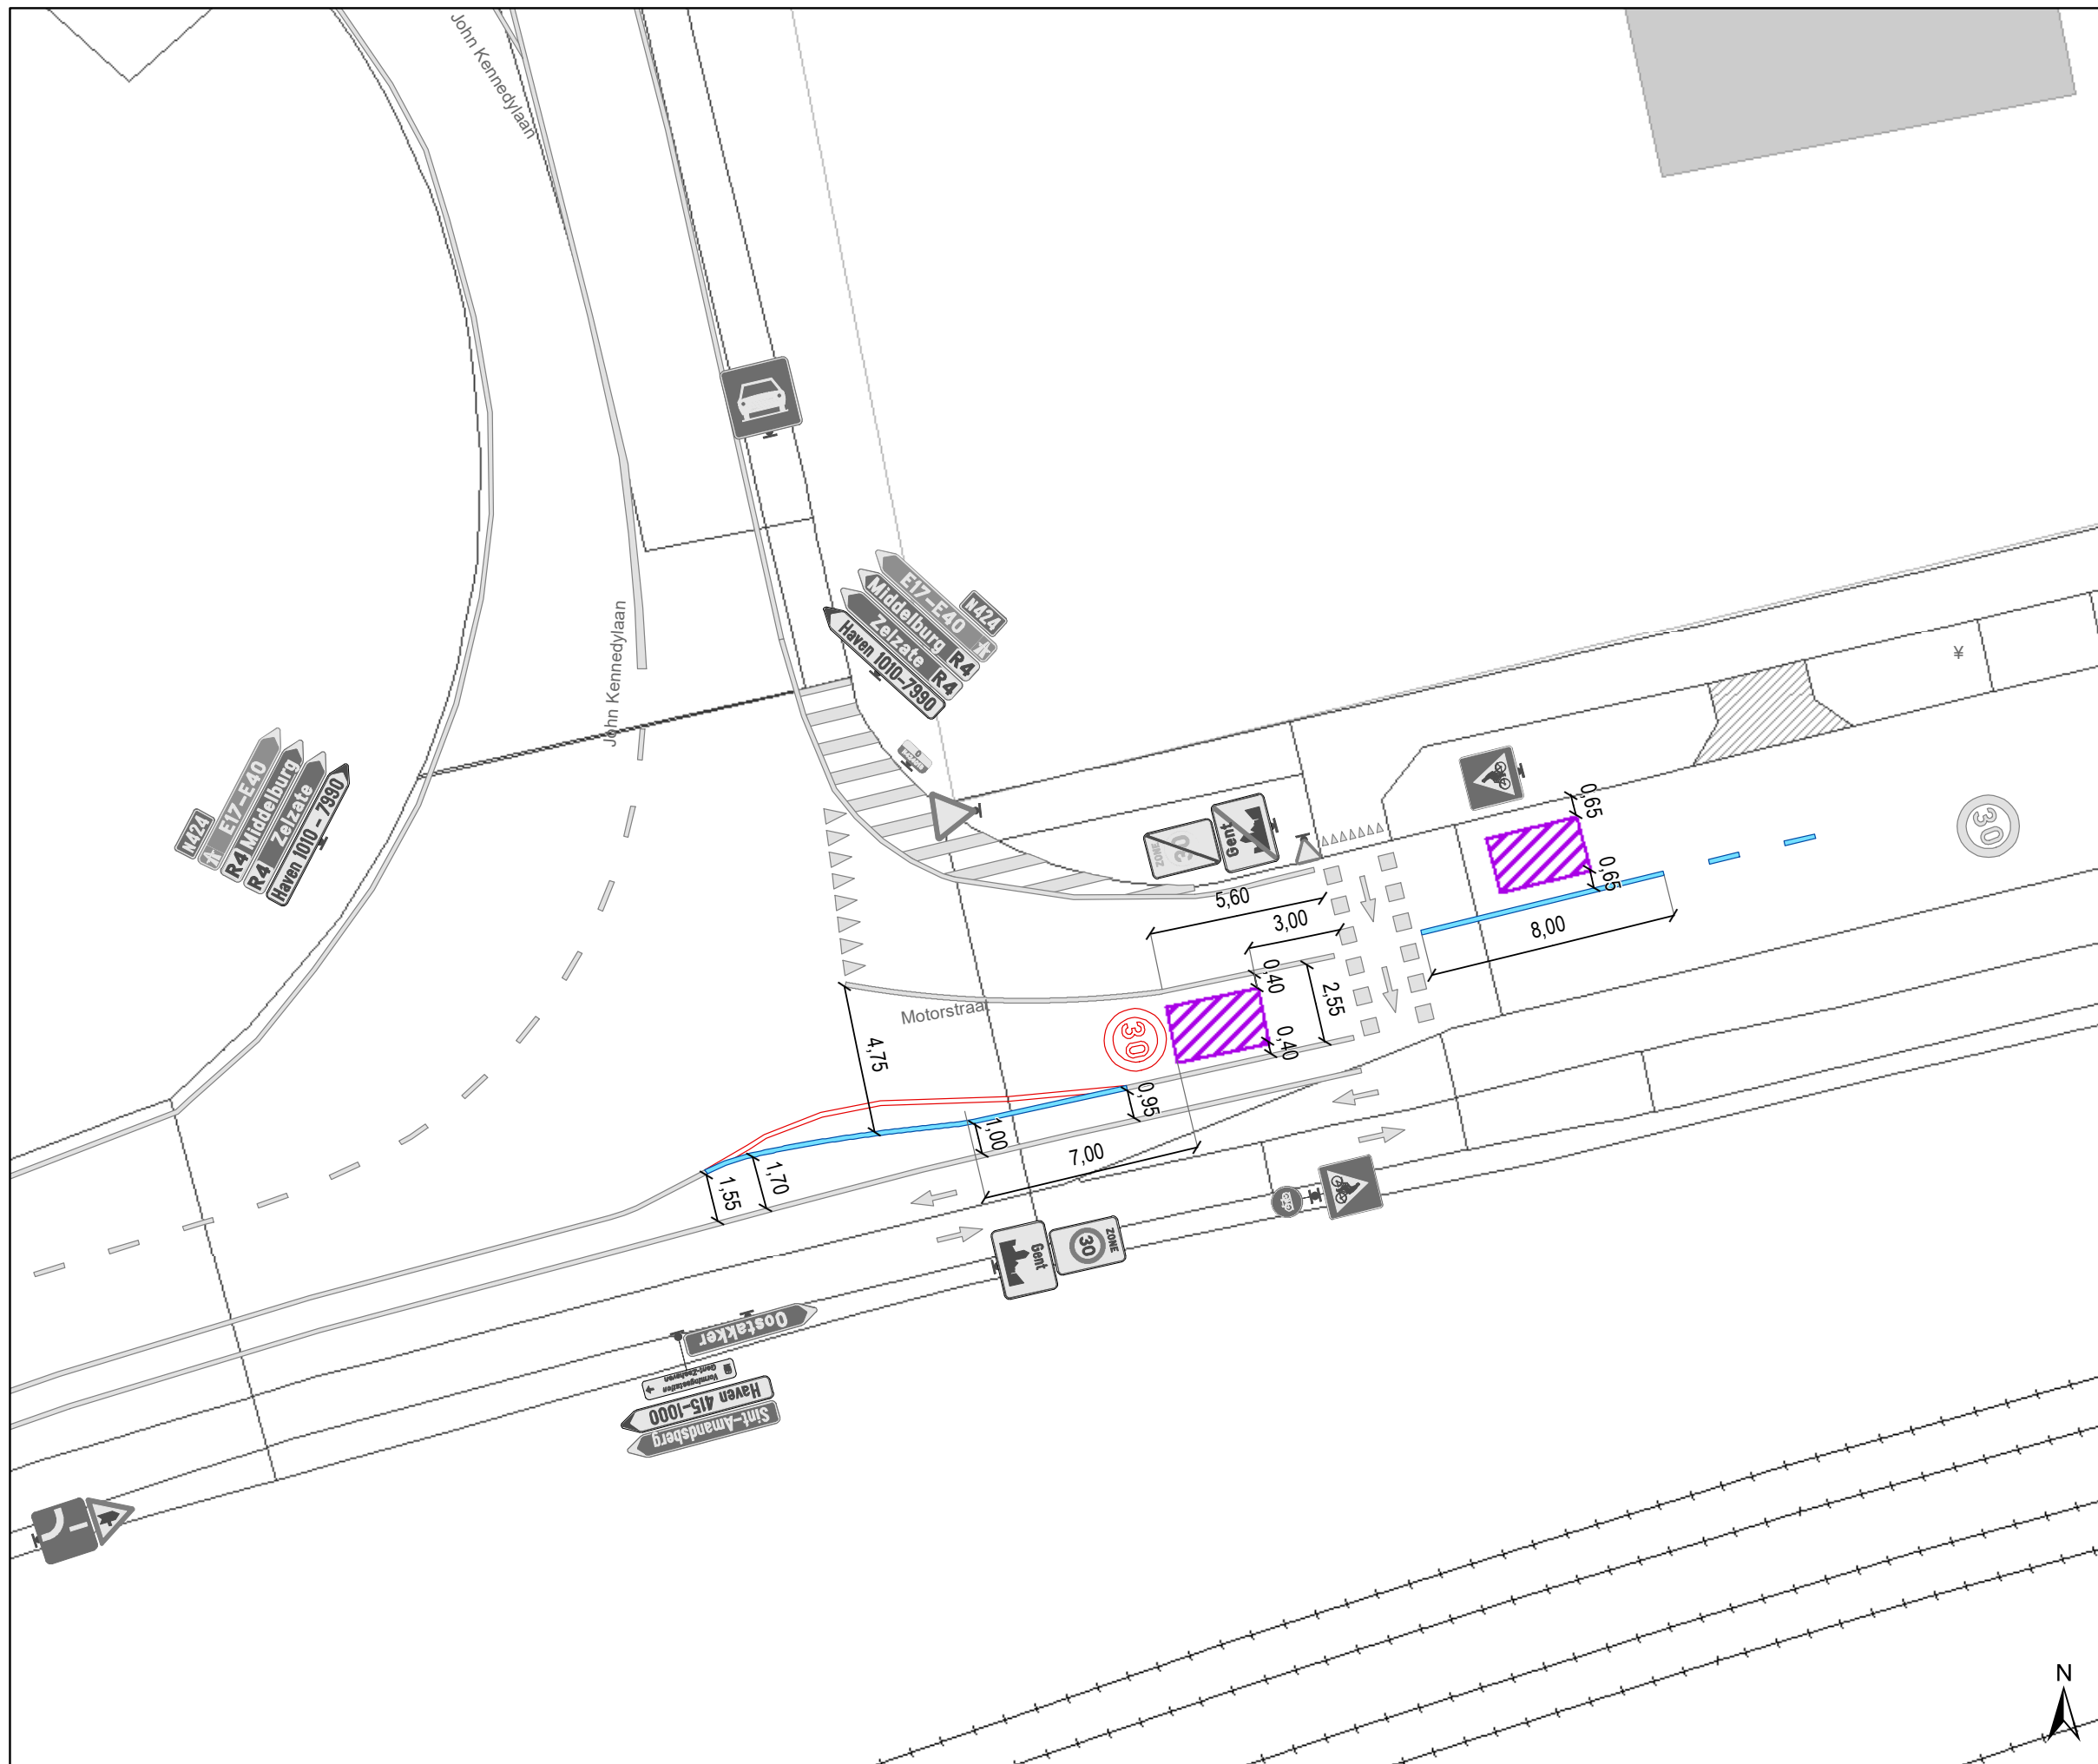 John Kennedylaan
John Kennedylaan
E17-E40
N424
Middelburg R4
Zelzate R4
Haven 1010-7990
N424
E17-E40
R4 Middelburg
R4 Zelzate
Haven 1010 - 7990
¥
0,65
0,65
30
8,00
ZONE
30
Gent
5,60
3,00
0,40
2,55
0,40
Motorstraat
30
4,75
0,95
1,00
7,00
1,70
1,55
Gent
ZONE
30
Oostakker
Haven 415-1000
Sint-Amandsberg
N